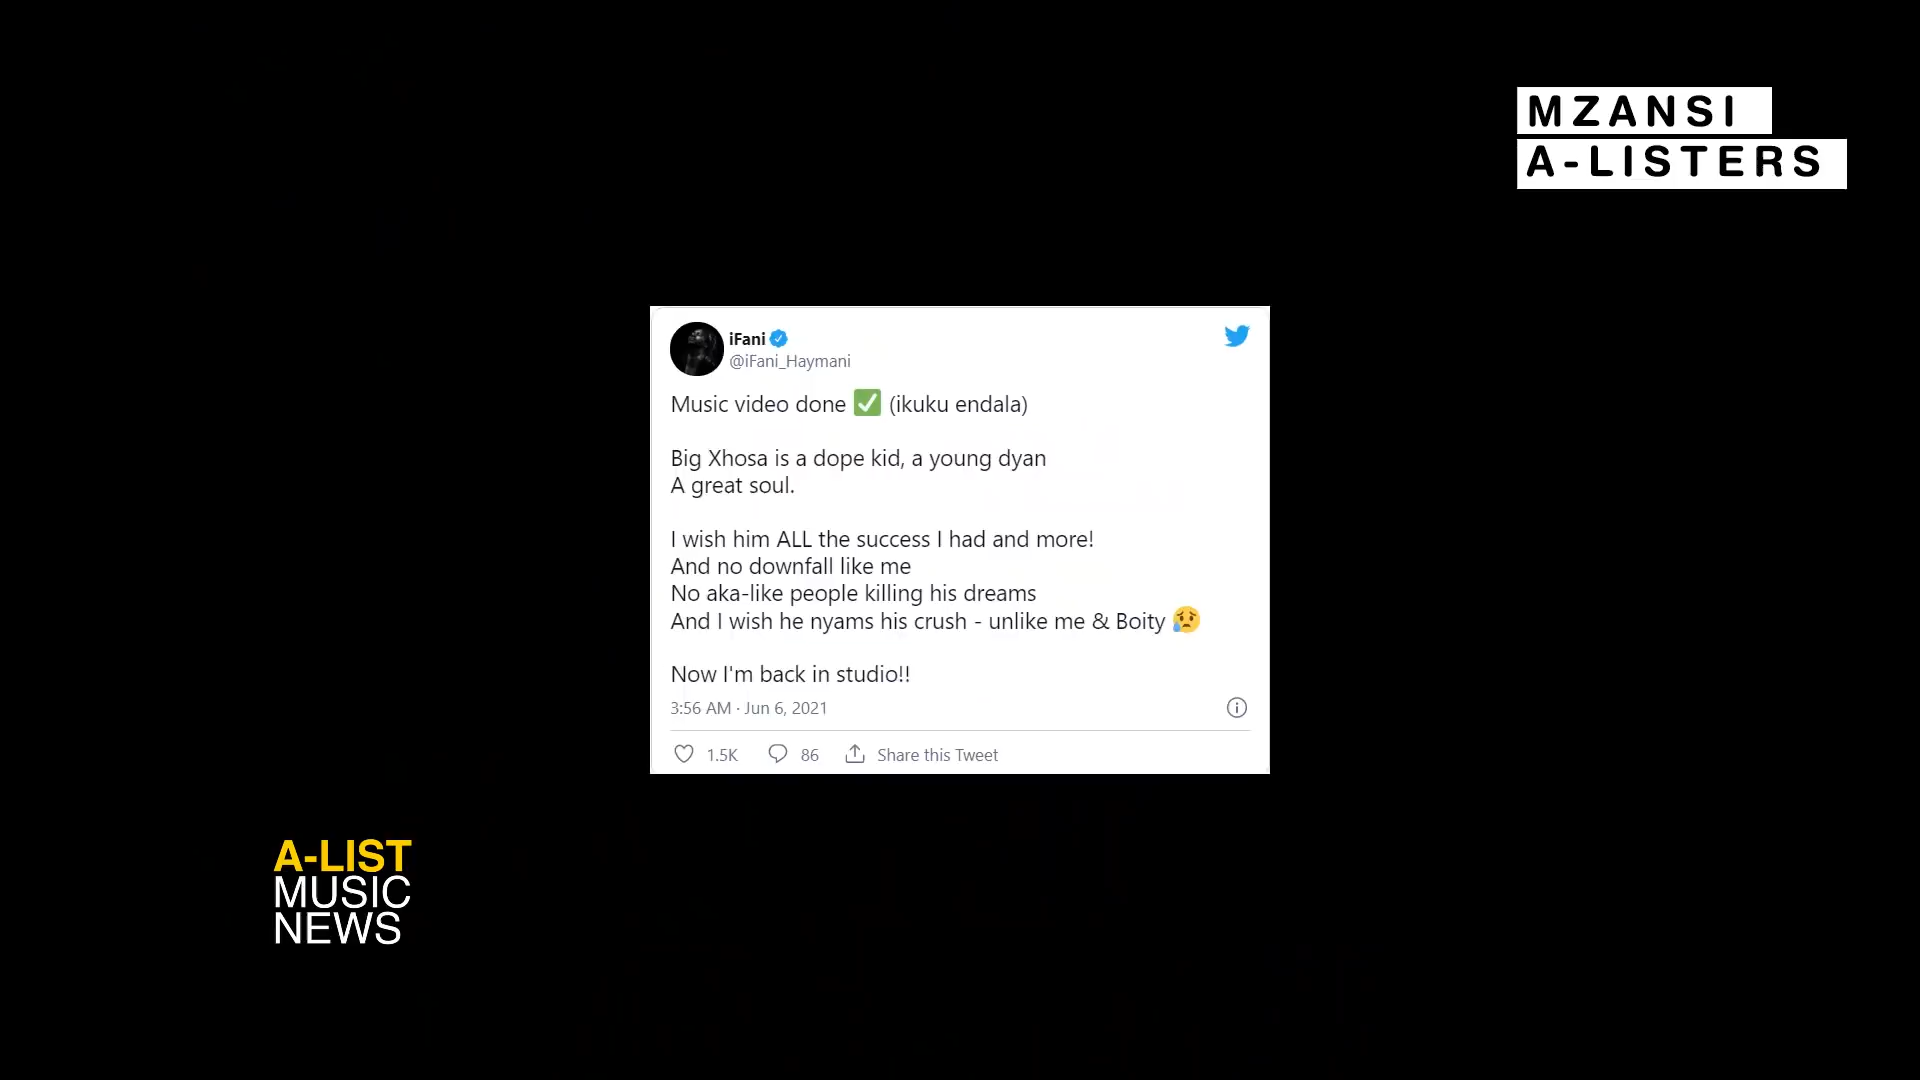 MZANSI
A-LISTERS
iFani
@iFani_Haymani
Music video done ✅ (ikuku endala)
Big Xhosa is a dope kid, a young dyan
A great soul.
I wish him ALL the success I had and more!
And no downfall like me
No aka-like people killing his dreams
And I wish he nyams his crush - unlike me & Boity 😥
Now I'm back in studio!!
3:56 AM · Jun 6, 2021
1.5K 86 Share this Tweet
A-LIST
MUSIC
NEWS